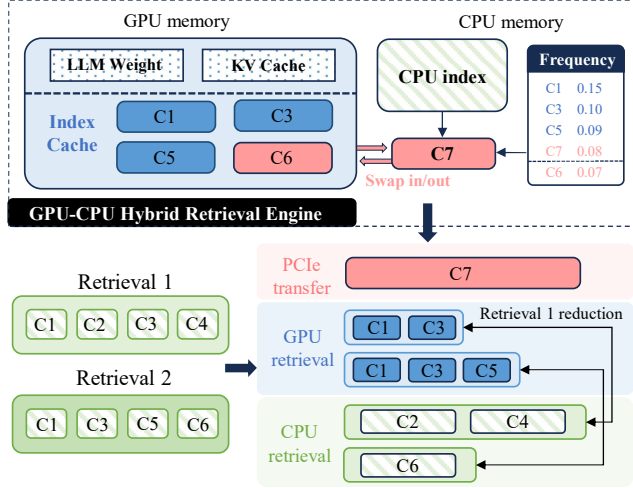 GPU memory
CPU memory
LLM Weight
KV Cache
Index
Cache
C1
C3
C5
C6
CPU index
C7
Swap in/out
Frequency
C1 0.15
C3 0.10
C5 0.09
C7 0.08
C6 0.07
GPU-CPU Hybrid Retrieval Engine
Retrieval 1
C1 C2 C3 C4
Retrieval 2
C1 C3 C5 C6
PCIe
transfer
C7
GPU
retrieval
C1 C3
C1 C3 C5
Retrieval 1 reduction
CPU
retrieval
C2 C4
C6